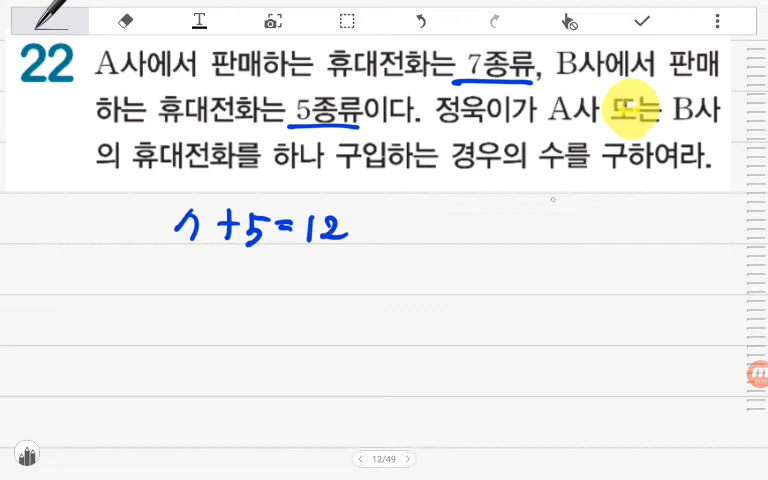 22 A사에서 판매하는 휴대전화는 7종류, B사에서 판매
하는 휴대전화는 5종류이다. 정욱이가 A사 또는 B사
의 휴대전화를 하나 구입하는 경우의 수를 구하여라.
7+5=12
12/49